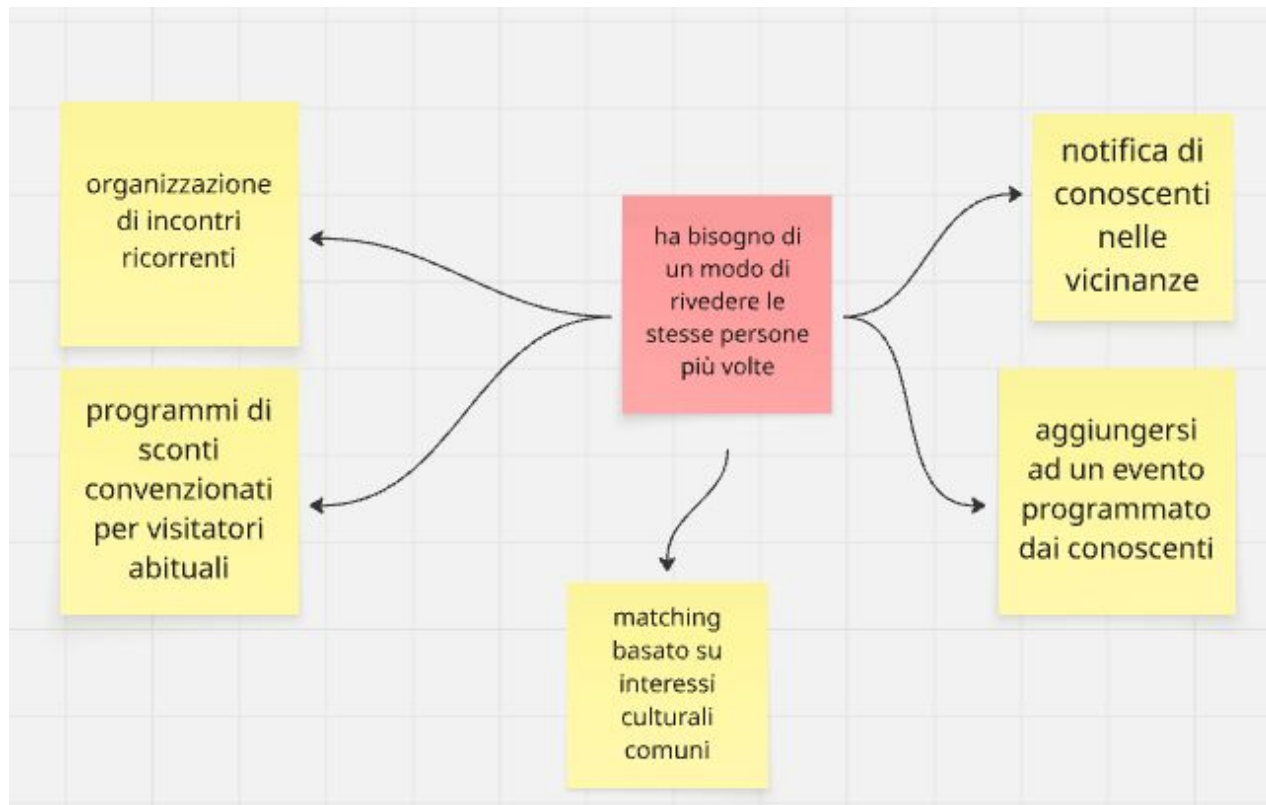 organizzazione
di incontri
ricorrenti
programmi di
sconti
convenzionati
per visitatori
abituali
ha bisogno di
un modo di
rivedere le
stesse persone
più volte
matching
basato su
interessi
culturali
comuni
notifica di
conoscenti
nelle
vicinanze
aggiungersi
ad un evento
programmato
dai conoscenti